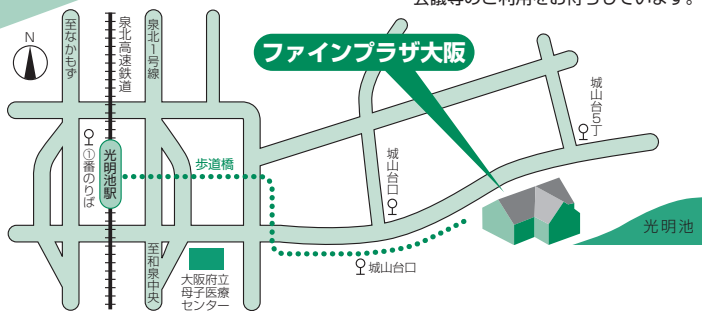 会議等のご利用をお待ちしています。
N
至なかもず
泉北高速鉄道
泉北1号線
ファインプラザ大阪
城山台5丁
城山台口
①番のりば
光明池駅
歩道橋
光明池
至和泉中央
大阪府立
母子医療
センター
城山台口